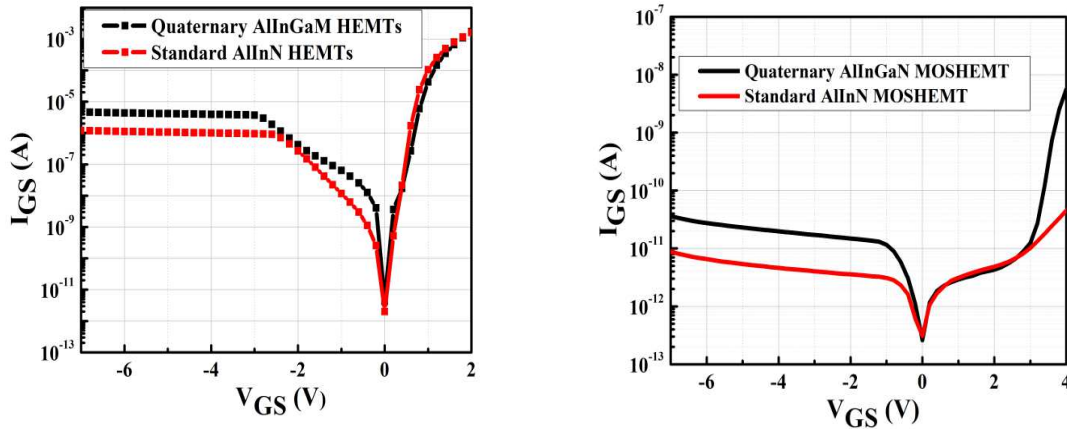 10⁻³
10⁻⁵
10⁻⁷
10⁻⁹
10⁻¹¹
10⁻¹³
I_GS (A)
Quaternary AlInGaM HEMTs
Standard AlInN HEMTs
-6 -4 -2 0 2
V_GS (V)
10⁻⁷
10⁻⁸
10⁻⁹
10⁻¹⁰
10⁻¹¹
10⁻¹²
10⁻¹³
I_GS (A)
Quaternary AlInGaN MOSHEMT
Standard AlInN MOSHEMT
-6 -4 -2 0 2 4
V_GS (V)